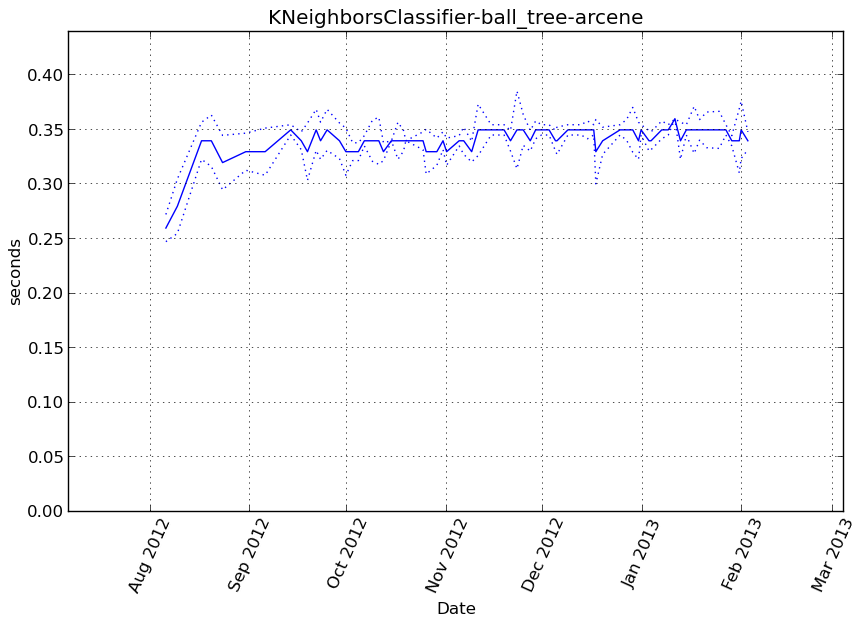 KNeighborsClassifier-ball_tree-arcene
0.40
0.35
0.30
0.25
0.20
0.15
0.10
0.05
0.00
seconds
Aug 2012
Sep 2012
Oct 2012
Nov 2012
Dec 2012
Jan 2013
Feb 2013
Mar 2013
Date